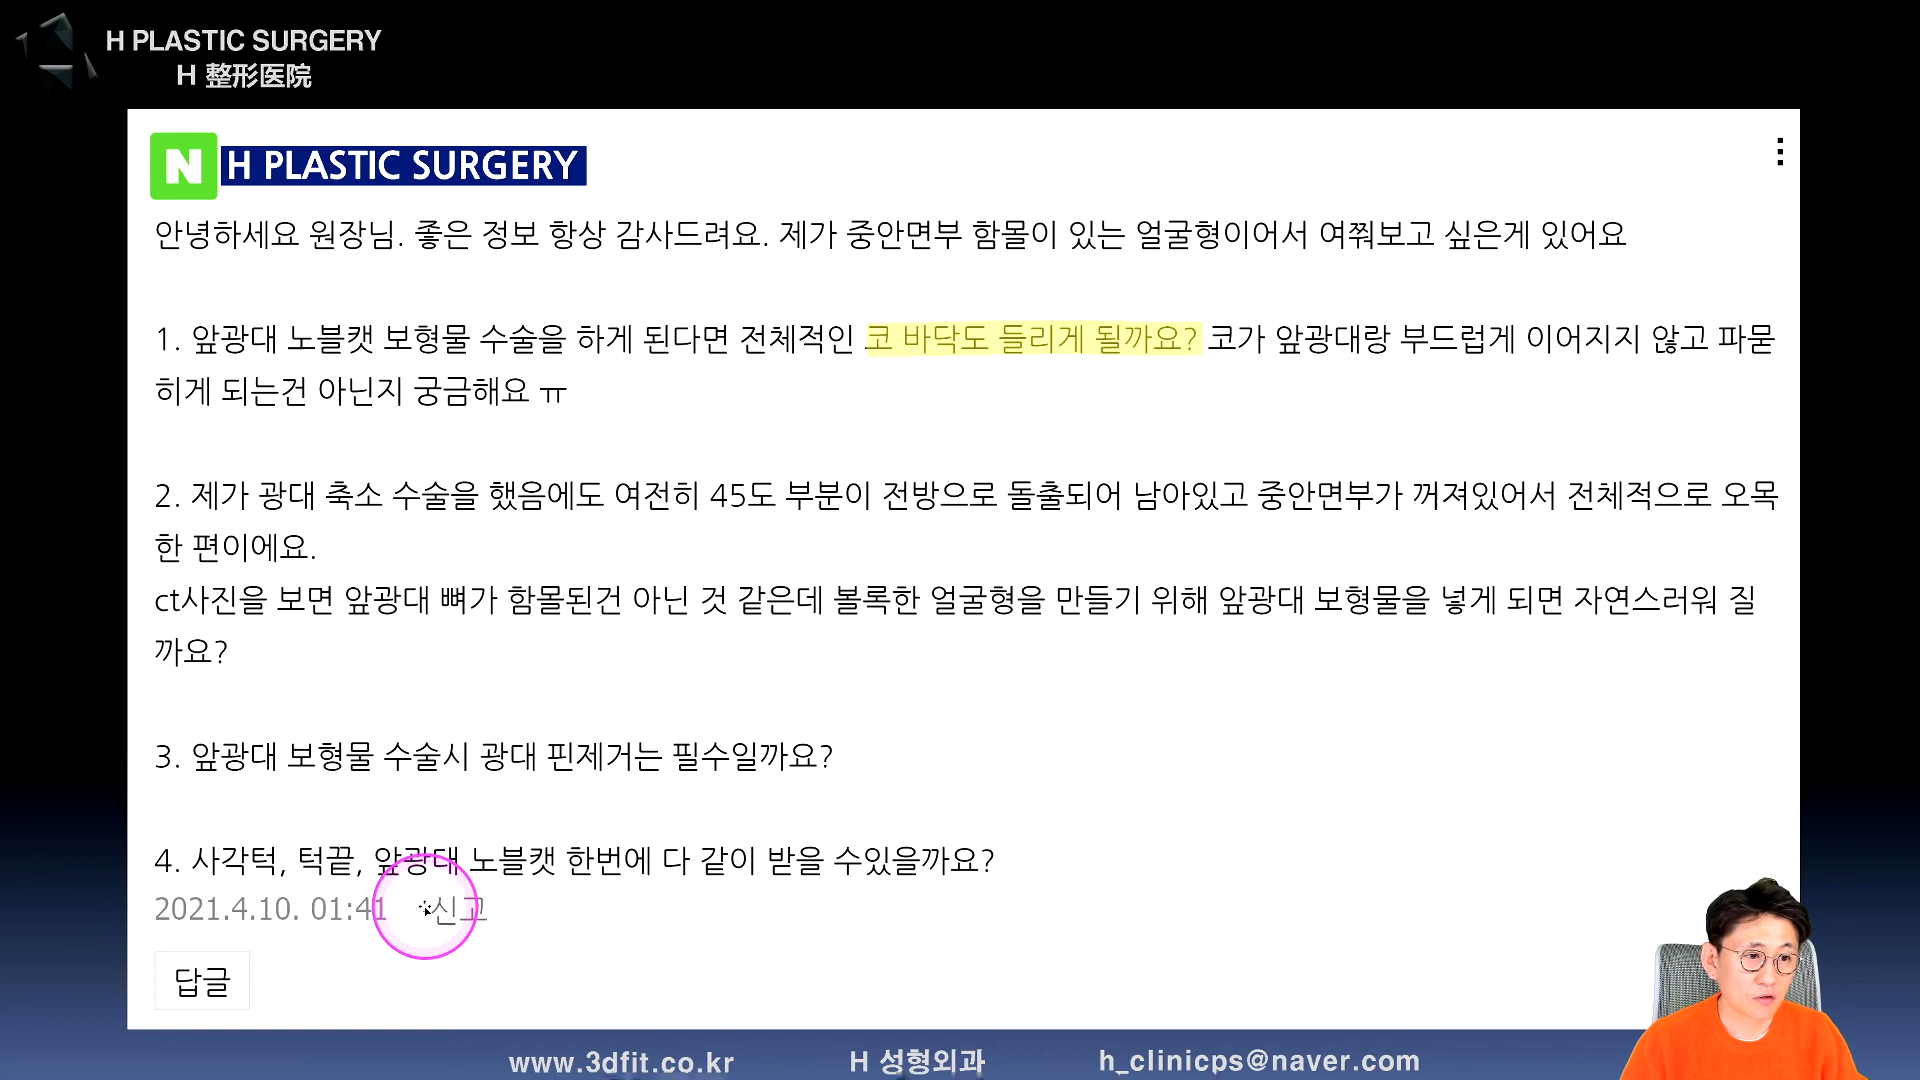 H PLASTIC SURGERY
H 整形医院
N H PLASTIC SURGERY
안녕하세요 원장님. 좋은 정보 항상 감사드려요. 제가 중안면부 함몰이 있는 얼굴형이어서 여쭤보고 싶은게 있어요
1. 앞광대 노블캣 보형물 수술을 하게 된다면 전체적인 코 바닥도 들리게 될까요? 코가 앞광대랑 부드럽게 이어지지 않고 파묻
히게 되는건 아닌지 궁금해요 ㅠ
2. 제가 광대 축소 수술을 했음에도 여전히 45도 부분이 전방으로 돌출되어 남아있고 중안면부가 꺼져있어서 전체적으로 오목
한 편이에요.
ct사진을 보면 앞광대 뼈가 함몰된건 아닌 것 같은데 볼록한 얼굴형을 만들기 위해 앞광대 보형물을 넣게 되면 자연스러워 질
까요?
3. 앞광대 보형물 수술시 광대 핀제거는 필수일까요?
4. 사각턱, 턱끝, 앞광대 노블캣 한번에 다 같이 받을 수있을까요?
2021.4.10. 01:41 신고
답글
www.3dfit.co.kr H 성형외과 h_clinicps@naver.com